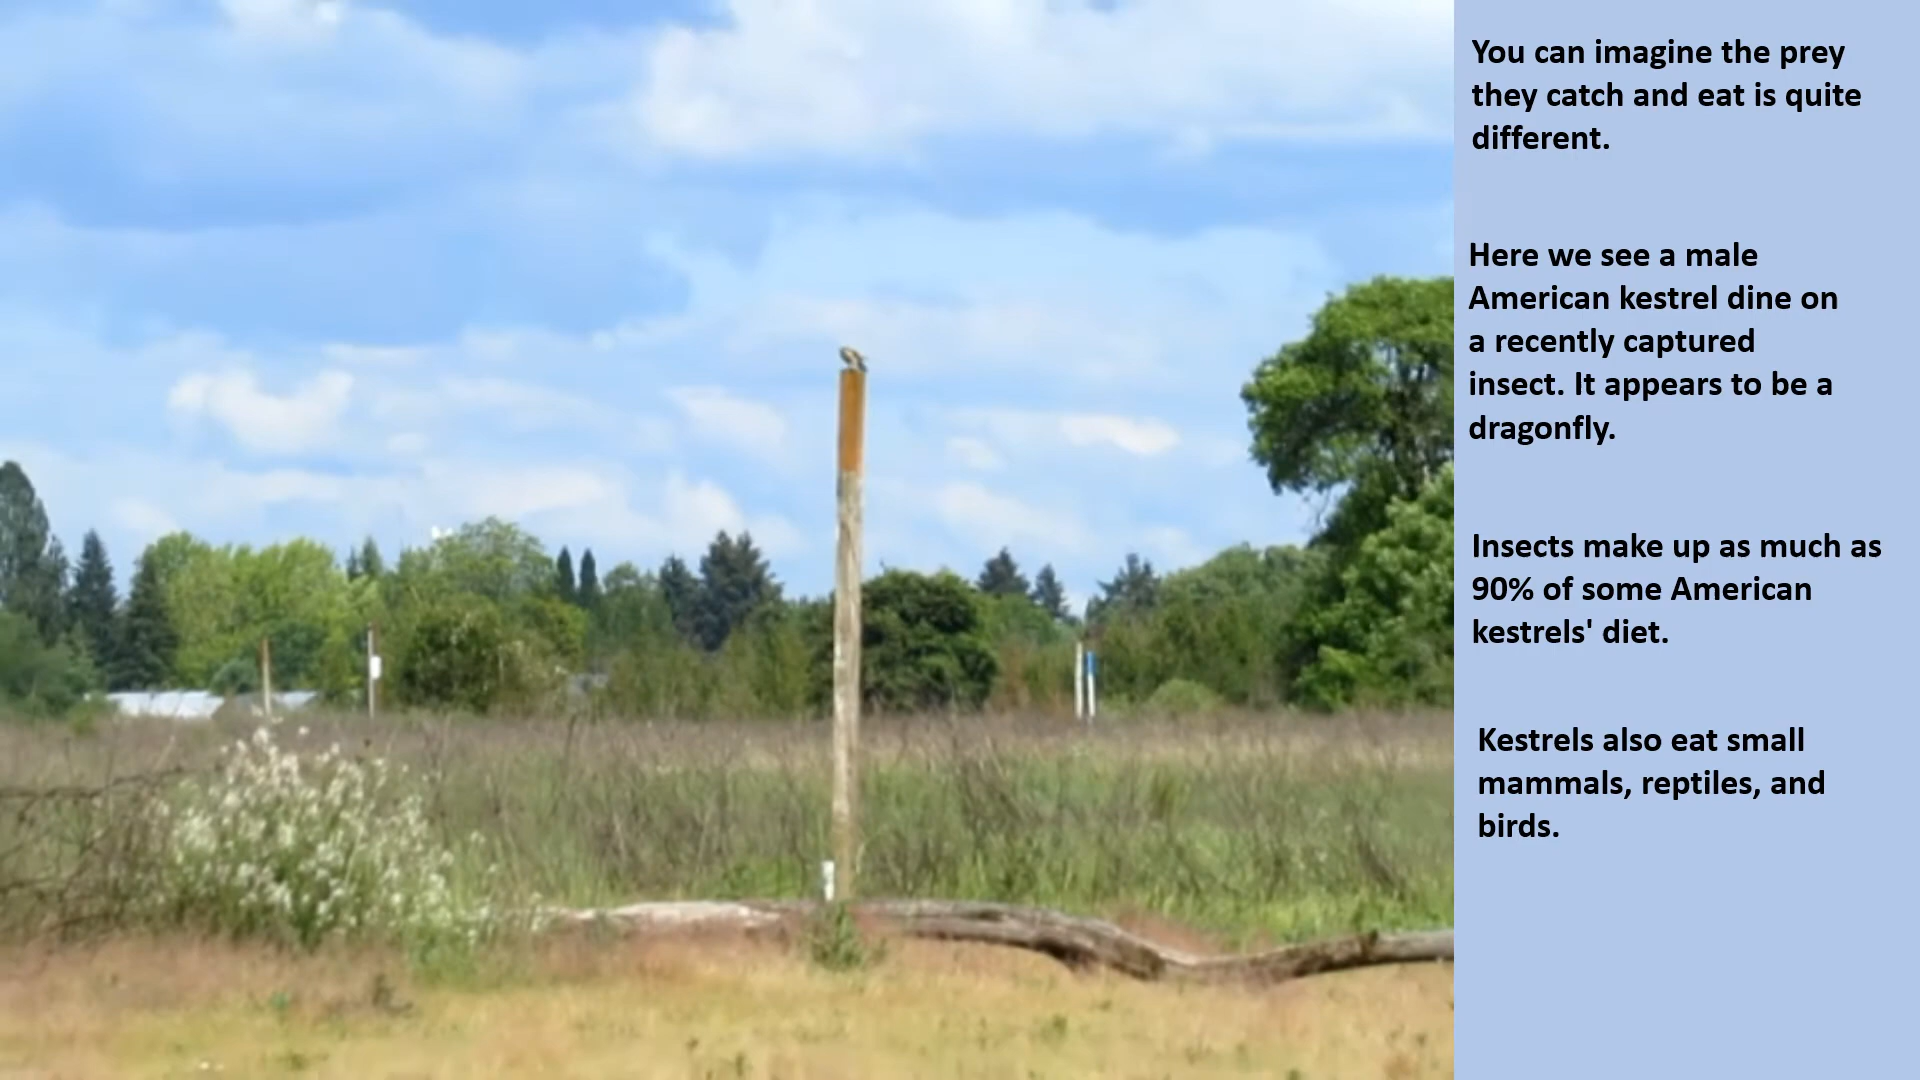 You can imagine the prey
they catch and eat is quite
different.
Here we see a male
American kestrel dine on
a recently captured
insect. It appears to be a
dragonfly.
Insects make up as much as
90% of some American
kestrels' diet.
Kestrels also eat small
mammals, reptiles, and
birds.